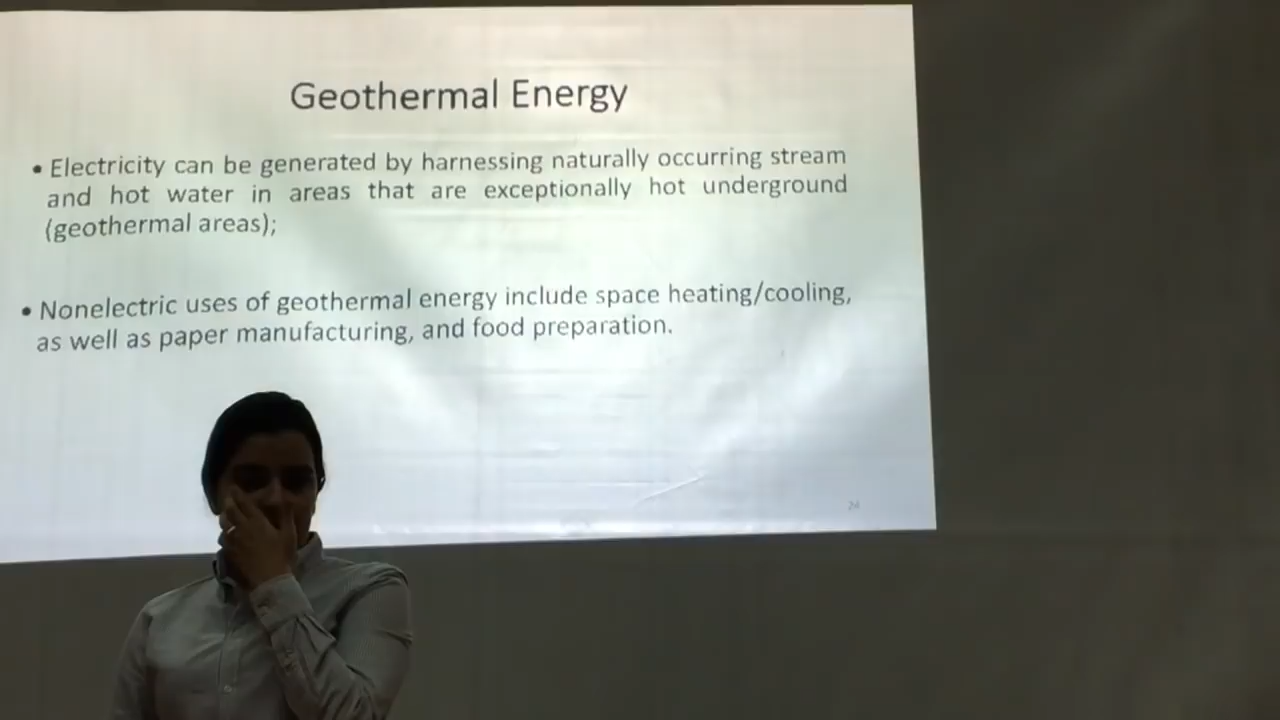 Geothermal Energy
• Electricity can be generated by harnessing naturally occurring stream
and hot water in areas that are exceptionally hot underground
(geothermal areas);
• Nonelectric uses of geothermal energy include space heating/cooling,
as well as paper manufacturing, and food preparation.
24